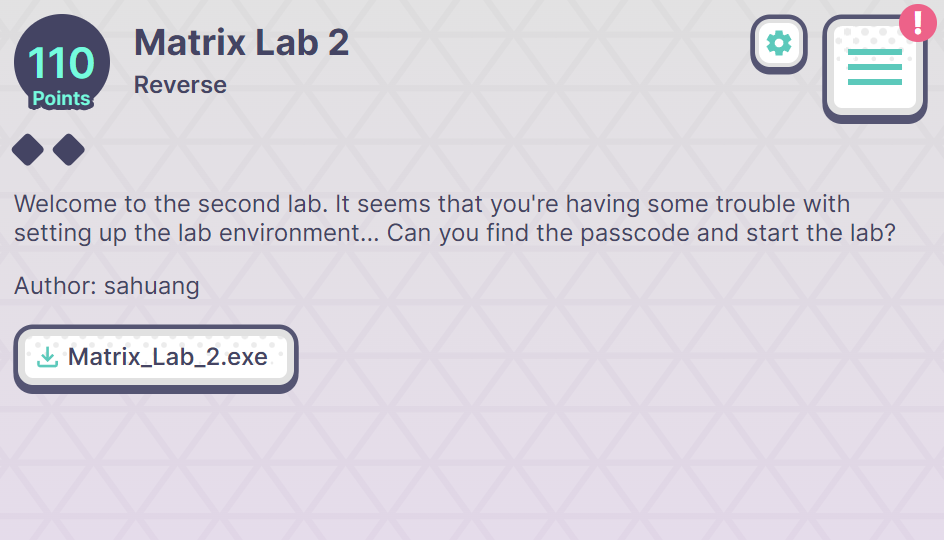 110
Points
Matrix Lab 2
Reverse
!
Welcome to the second lab. It seems that you're having some trouble with
setting up the lab environment... Can you find the passcode and start the lab?
Author: sahuang
Matrix_Lab_2.exe